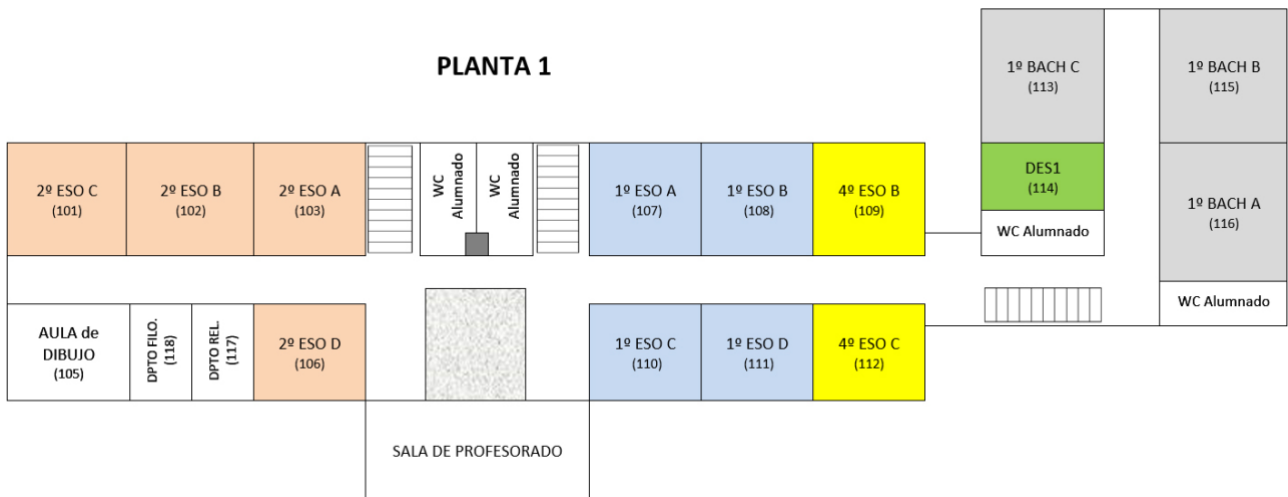 PLANTA 1
1º BACH C
(113)
1º BACH B
(115)
2º ESO C
(101)
2º ESO B
(102)
2º ESO A
(103)
WC
Alumnado
WC
Alumnado
1º ESO A
(107)
1º ESO B
(108)
4º ESO B
(109)
DES1
(114)
WC Alumnado
1º BACH A
(116)
WC Alumnado
AULA de
DIBUJO
(105)
DPTO FILO.
(118)
DPTO REL.
(117)
2º ESO D
(106)
1º ESO C
(110)
1º ESO D
(111)
4º ESO C
(112)
SALA DE PROFESORADO